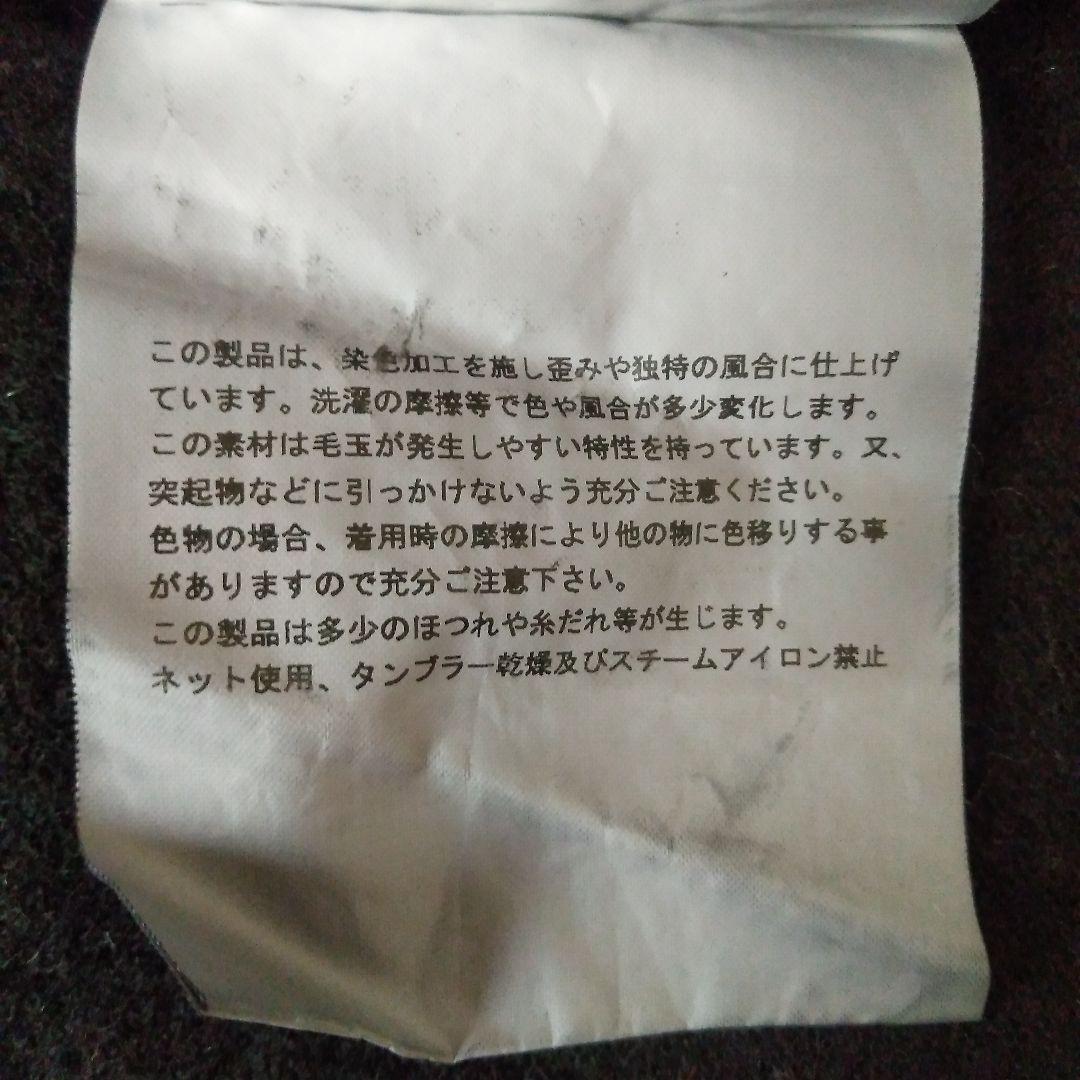 この製品は、染色加工を施し歪みや独特の風合に仕上げ
ています。洗濯の摩擦等で色や風合が多少変化します。
この素材は毛玉が発生しやすい特性を持っています。又、
突起物などに引っかけないよう充分ご注意ください。
色物の場合、着用時の摩擦により他の物に色移りする事
がありますので充分ご注意下さい。
この製品は多少のほつれや糸だれ等が生じます。
ネット使用、タンブラー乾燥及びスチームアイロン禁止